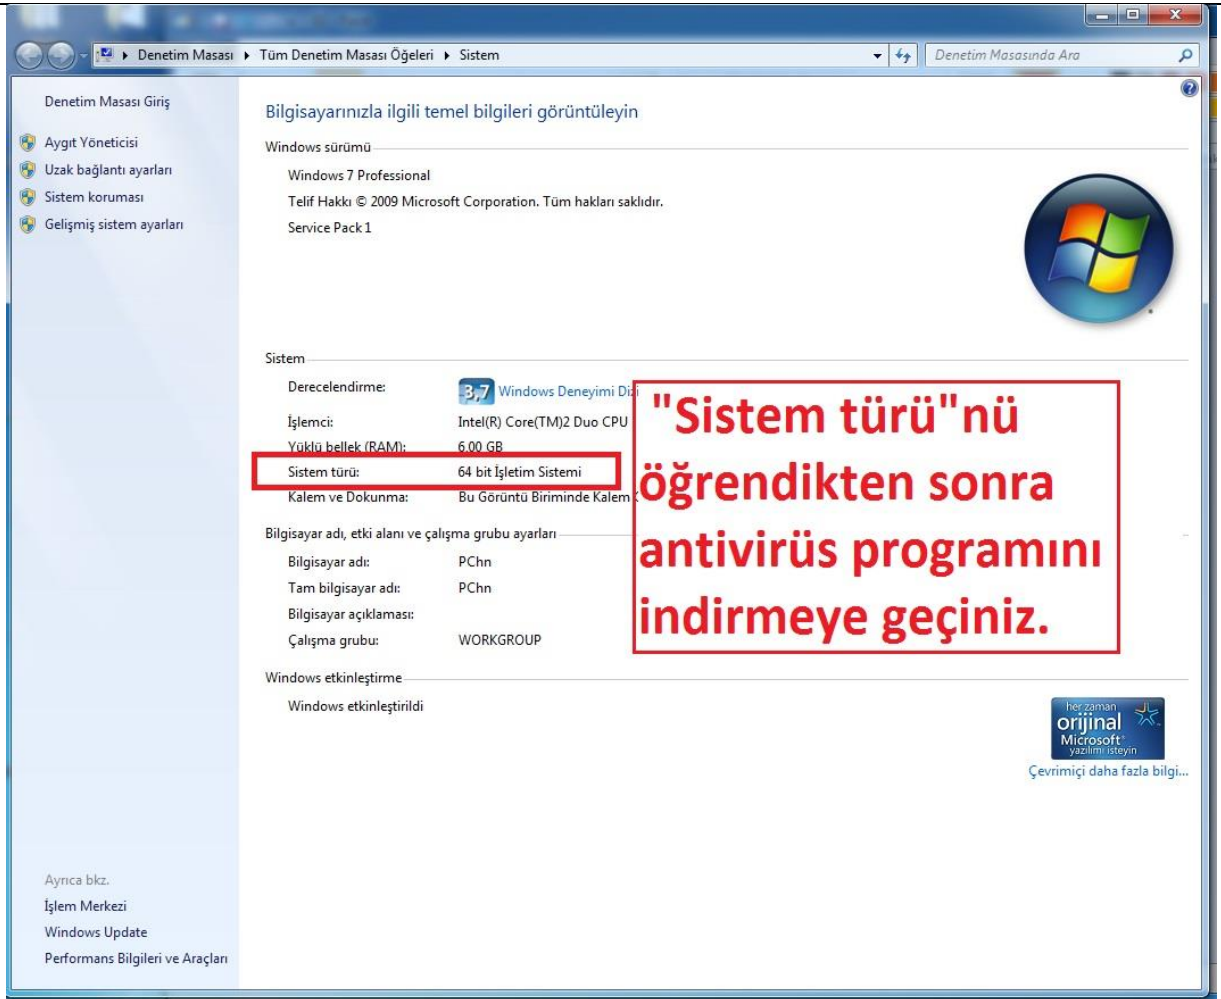 Denetim Masası ▸ Tüm Denetim Masası Öğeleri ▸ Sistem
Denetim Masasında Ara
Denetim Masası Giriş
Aygıt Yöneticisi
Uzak bağlantı ayarları
Sistem koruması
Gelişmiş sistem ayarları
Bilgisayarınızla ilgili temel bilgileri görüntüleyin
Windows sürümü
Windows 7 Professional
Telif Hakkı © 2009 Microsoft Corporation. Tüm hakları saklıdır.
Service Pack 1
Sistem
Derecelendirme: 3,7 Windows Deneyimi
İşlemci: Intel(R) Core(TM)2 Duo CPU
Yüklü bellek (RAM): 6.00 GB
Sistem türü: 64 bit İşletim Sistemi
Kalem ve Dokunma: Bu Görüntü Biriminde Kalem
"Sistem türü"nü
öğrendikten sonra
antivirüs programını
indirmeye geçiniz.
Bilgisayar adı, etki alanı ve çalışma grubu ayarları
Bilgisayar adı: PChn
Tam bilgisayar adı: PChn
Bilgisayar açıklaması:
Çalışma grubu: WORKGROUP
Windows etkinleştirme
Windows etkinleştirildi
her zaman
orijinal
Microsoft
yazılımı isteyin
Çevrimiçi daha fazla bilgi...
Ayrıca bkz.
İşlem Merkezi
Windows Update
Performans Bilgileri ve Araçları